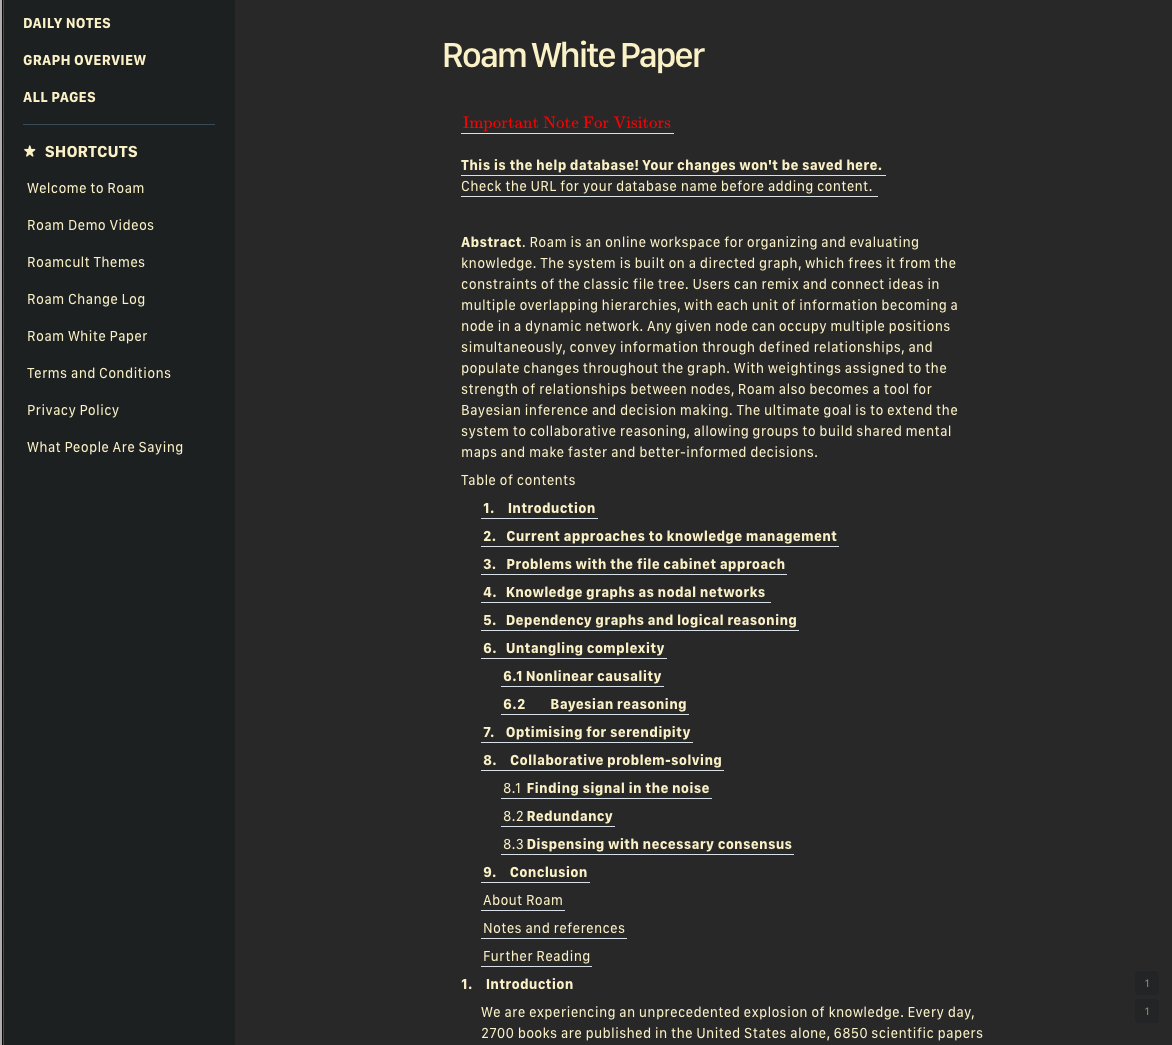 DAILY NOTES
GRAPH OVERVIEW
ALL PAGES
★ SHORTCUTS
Welcome to Roam
Roam Demo Videos
Roamcult Themes
Roam Change Log
Roam White Paper
Terms and Conditions
Privacy Policy
What People Are Saying
Roam White Paper
Important Note For Visitors
This is the help database! Your changes won't be saved here.
Check the URL for your database name before adding content.
Abstract. Roam is an online workspace for organizing and evaluating
knowledge. The system is built on a directed graph, which frees it from the
constraints of the classic file tree. Users can remix and connect ideas in
multiple overlapping hierarchies, with each unit of information becoming a
node in a dynamic network. Any given node can occupy multiple positions
simultaneously, convey information through defined relationships, and
populate changes throughout the graph. With weightings assigned to the
strength of relationships between nodes, Roam also becomes a tool for
Bayesian inference and decision making. The ultimate goal is to extend the
system to collaborative reasoning, allowing groups to build shared mental
maps and make faster and better-informed decisions.
Table of contents
1. Introduction
2. Current approaches to knowledge management
3. Problems with the file cabinet approach
4. Knowledge graphs as nodal networks
5. Dependency graphs and logical reasoning
6. Untangling complexity
6.1 Nonlinear causality
6.2 Bayesian reasoning
7. Optimising for serendipity
8. Collaborative problem-solving
8.1 Finding signal in the noise
8.2 Redundancy
8.3 Dispensing with necessary consensus
9. Conclusion
About Roam
Notes and references
Further Reading
1. Introduction
1
We are experiencing an unprecedented explosion of knowledge. Every day,
1
2700 books are published in the United States alone, 6850 scientific papers